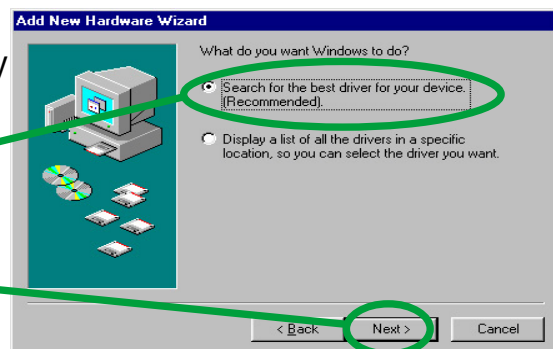 Add New Hardware Wizard
What do you want Windows to do?
Search for the best driver for your device.
(Recommended).
Display a list of all the drivers in a specific
location, so you can select the driver you want.
< Back
Next >
Cancel